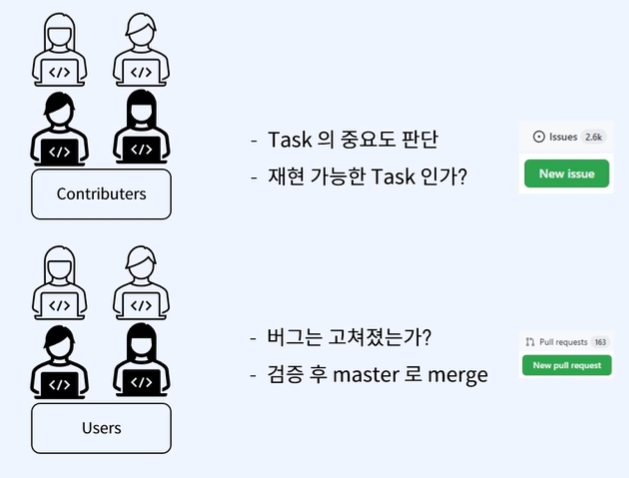 </>
</>
</>
</>
Contributers
- Task 의 중요도 판단
- 재현 가능한 Task 인가?
Issues 2.6k
New issue
</>
</>
</>
</>
Users
- 버그는 고쳐졌는가?
- 검증 후 master 로 merge
Pull requests 163
New pull request